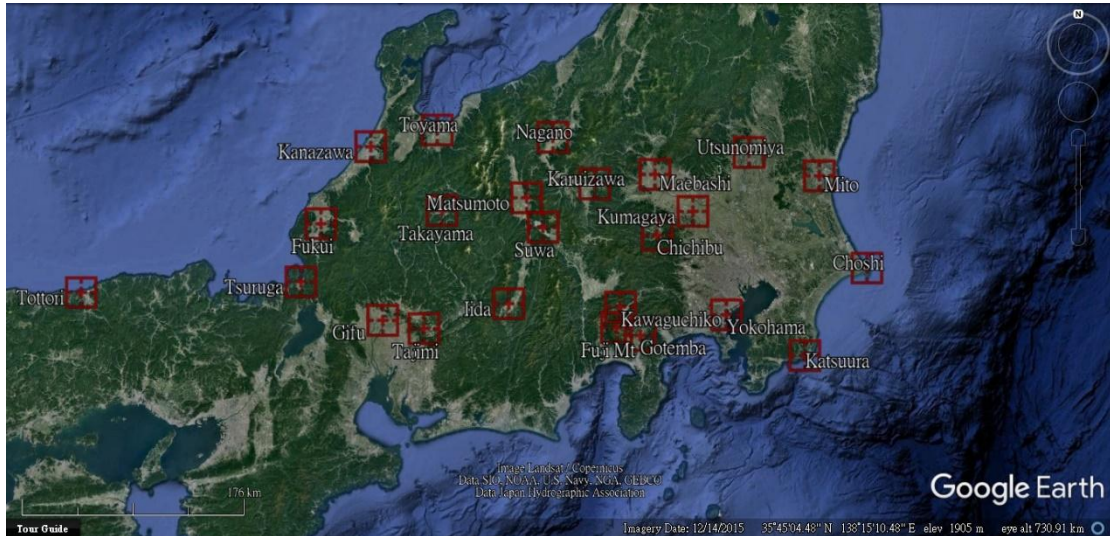 N
Toyama
Nagano
Kanazawa
Utsunomiya
Karuizawa
Maebashi
Mito
Matsumoto
Kumagaya
Takayama
Fukui
Suwa
Chichibu
Choshi
Tsuruga
Tottori
Iida
Kawaguchiko
Yokohama
Gifu
Tajimi
Fuji Mt
Gotemba
Katsuura
Image Landsat / Copernicus
Data SIO, NOAA, U.S. Navy, NGA, GEBCO
Data Japan Hydrographic Association
176 km
Google Earth
Tour Guide
Imagery Date: 12/14/2015 35°45'04.48" N 138°15'10.48" E elev 1905 m eye alt 730.91 km